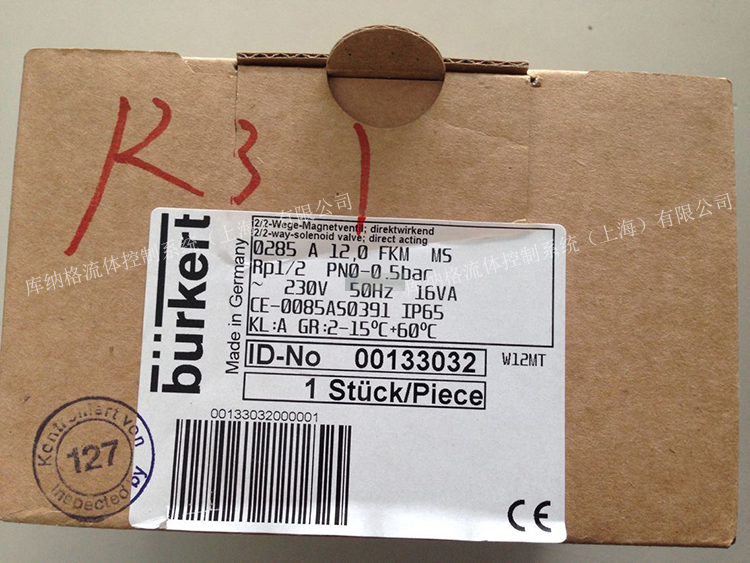 K 3 1
2/2-Wege-Magnetventil; direktwirkend
2/2-way-solenoid valve; direct acting
0285 A 12,0 FKM MS
Rp1/2 PN0-0.5bar
~ 230V 50Hz 16VA
CE-0085AS0391 IP65
KL:A GR:2-15°C+60°C
bürkert
Made in Germany
ID-No 00133032
W12MT
1 Stück/Piece
00133032000001
Kontrolliert von
127
Inspected by
CE
库纳格流体控制系统（上海）有限公司
库纳格流体控制系统（上海）有限公司